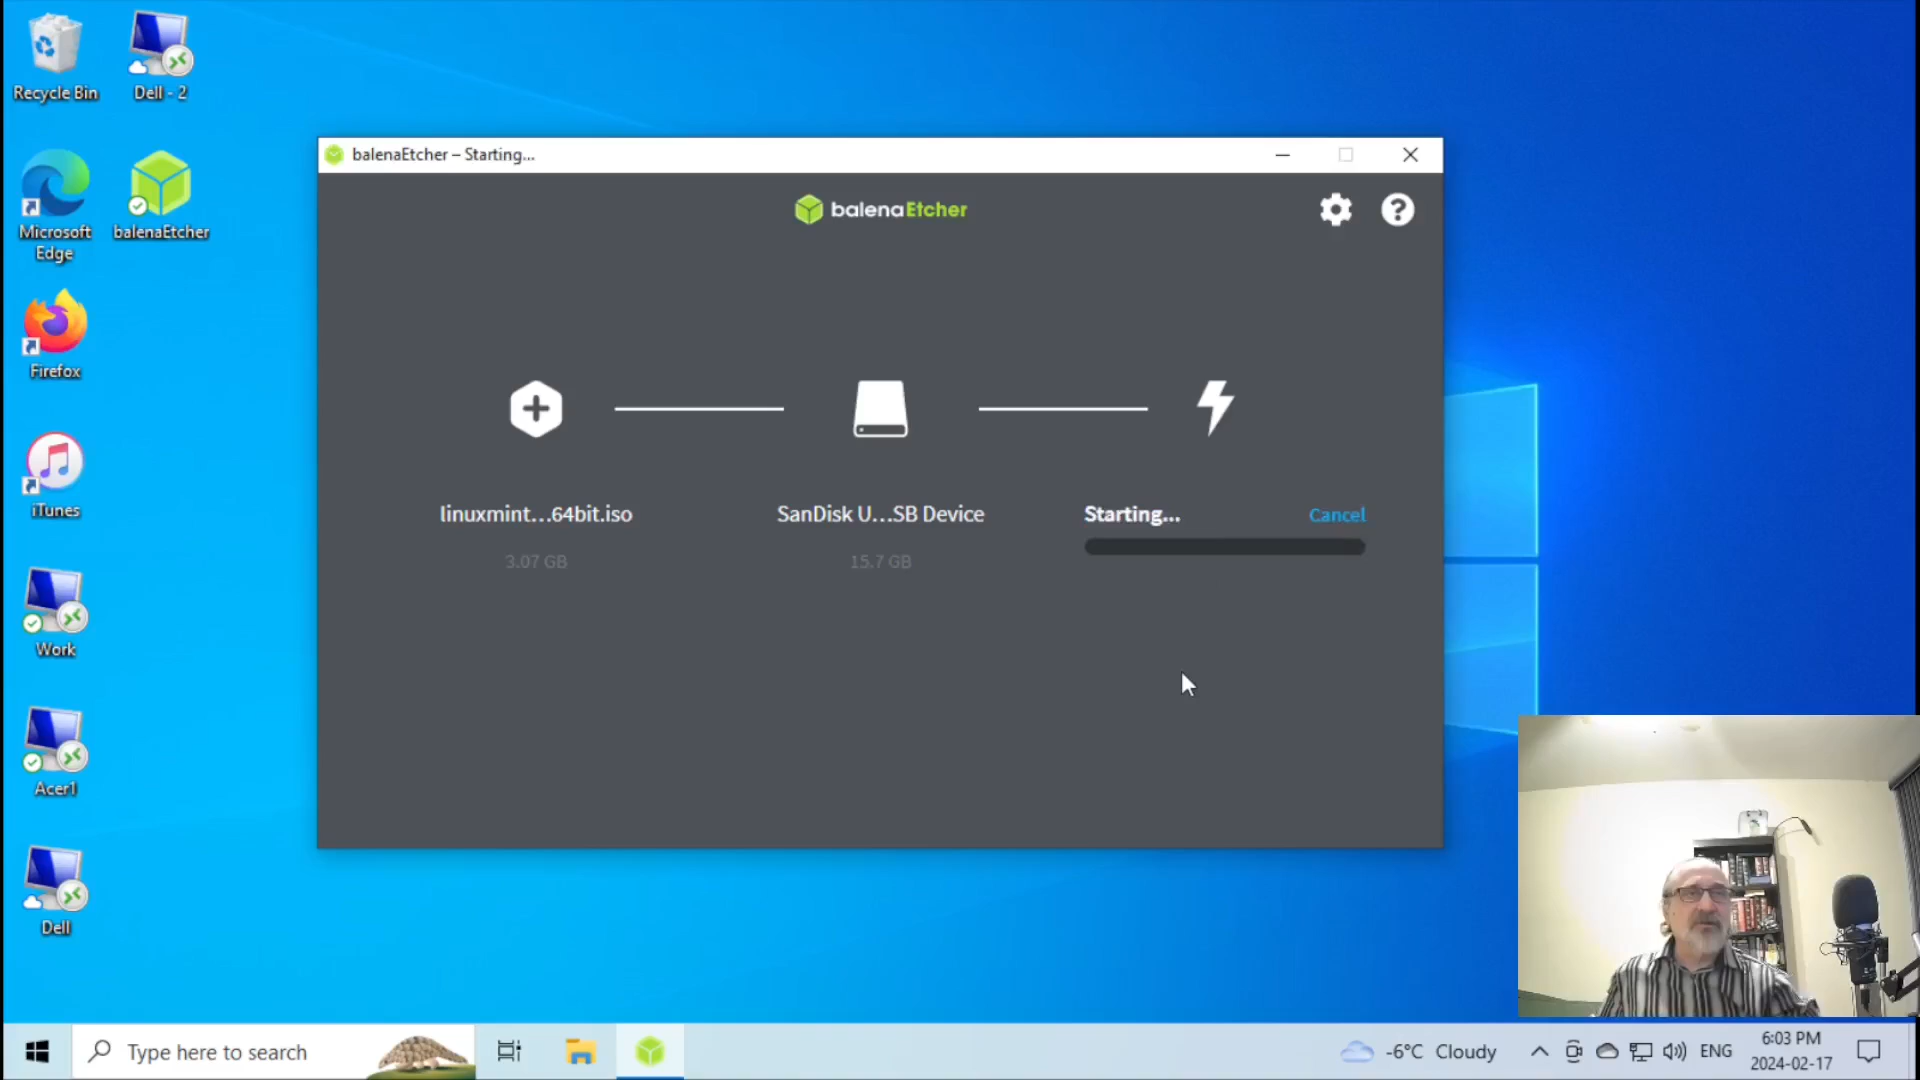 Recycle Bin
Dell - 2
Microsoft
Edge
balenaEtcher
Firefox
iTunes
Work
Acer1
Dell
balenaEtcher – Starting...
balenaEtcher
linuxmint...64bit.iso
3.07 GB
SanDisk U...SB Device
15.7 GB
Starting...
Cancel
Type here to search
-6°C Cloudy
ENG
6:03 PM
2024-02-17